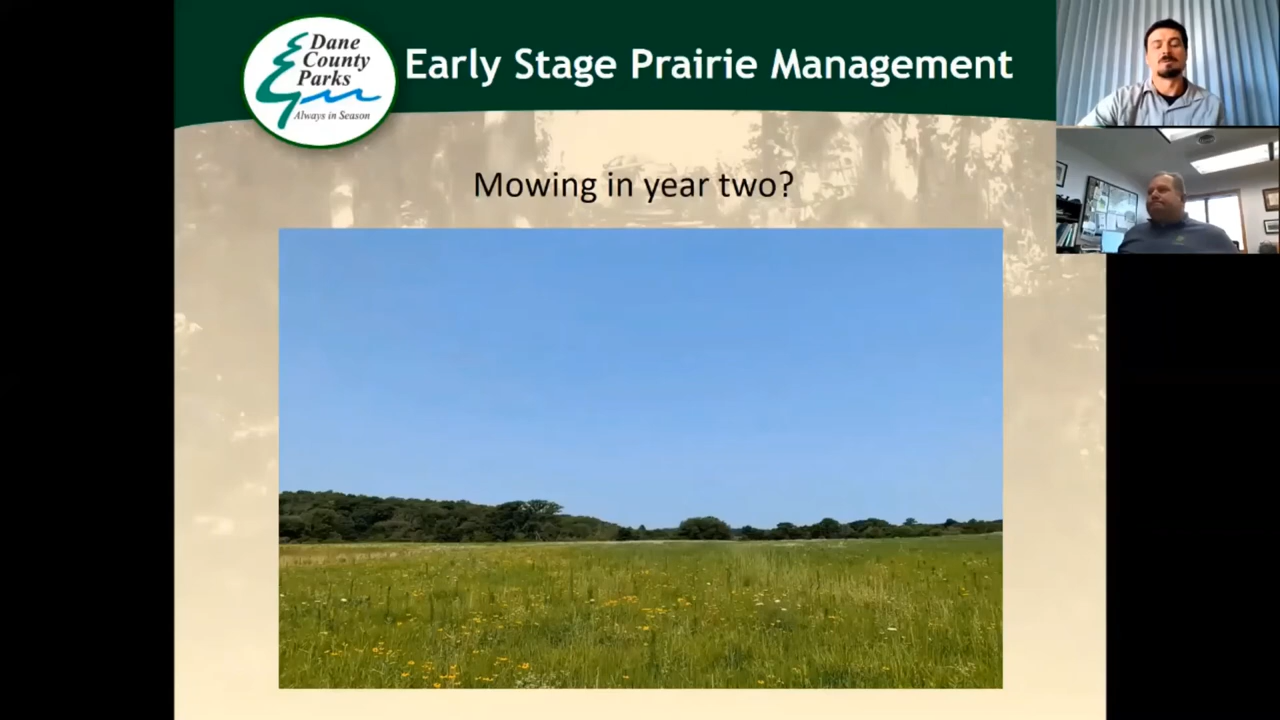 Dane
County
Parks
Always in Season
Early Stage Prairie Management
Mowing in year two?